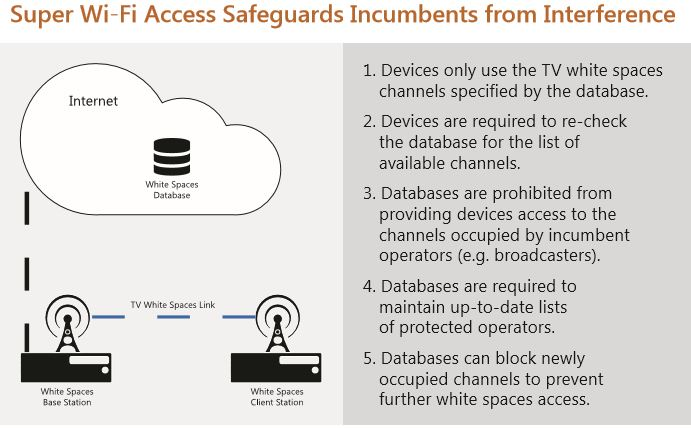 Super Wi-Fi Access Safeguards Incumbents from Interference
Internet
White Spaces
Database
TV White Spaces Link
White Spaces
Base Station
White Spaces
Client Station
1. Devices only use the TV white spaces
channels specified by the database.
2. Devices are required to re-check
the database for the list of
available channels.
3. Databases are prohibited from
providing devices access to the
channels occupied by incumbent
operators (e.g. broadcasters).
4. Databases are required to
maintain up-to-date lists
of protected operators.
5. Databases can block newly
occupied channels to prevent
further white spaces access.